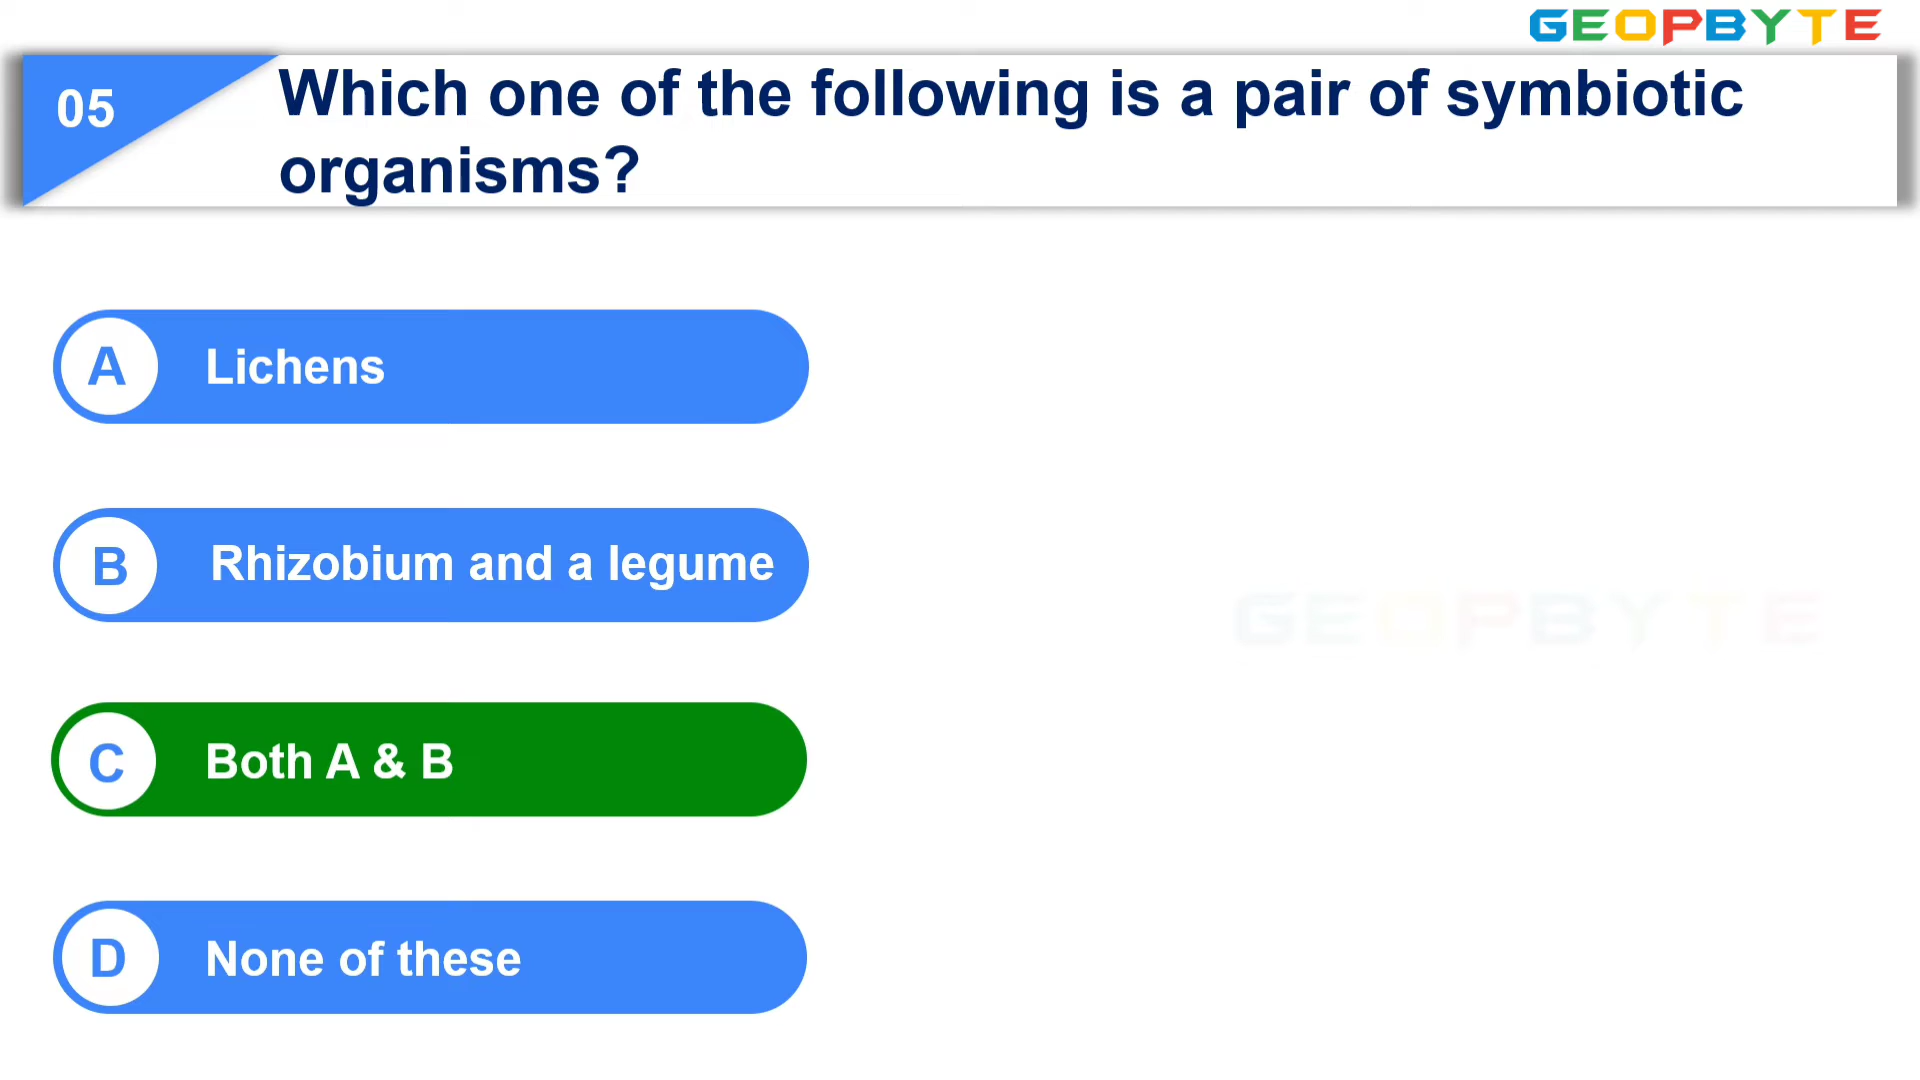 GEOPBYTE
05
Which one of the following is a pair of symbiotic
organisms?
A Lichens
B Rhizobium and a legume
GEOPBYTE
C Both A & B
D None of these